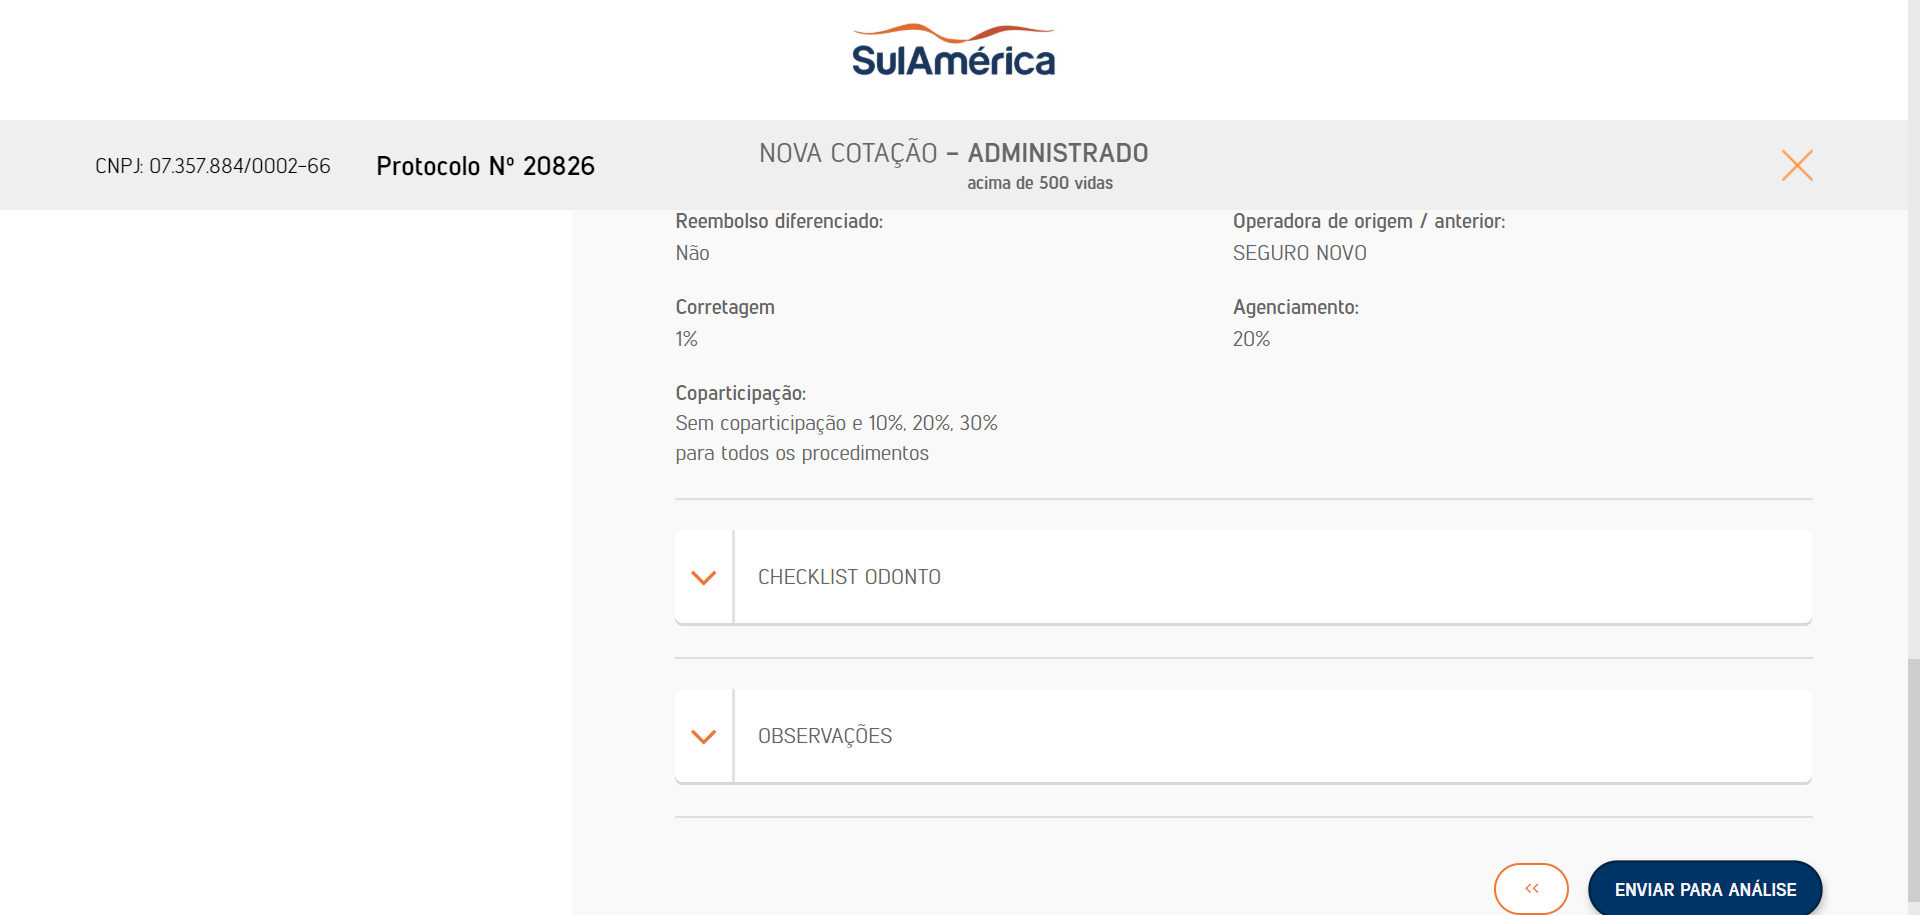 SulAmérica
CNPJ: 07.357.884/0002-66
Protocolo Nº 20826
NOVA COTAÇÃO – ADMINISTRADO
acima de 500 vidas
Reembolso diferenciado:
Não
Operadora de origem / anterior:
SEGURO NOVO
Corretagem
1%
Agenciamento:
20%
Coparticipação:
Sem coparticipação e 10%, 20%, 30%
para todos os procedimentos
CHECKLIST ODONTO
OBSERVAÇÕES
<<
ENVIAR PARA ANÁLISE